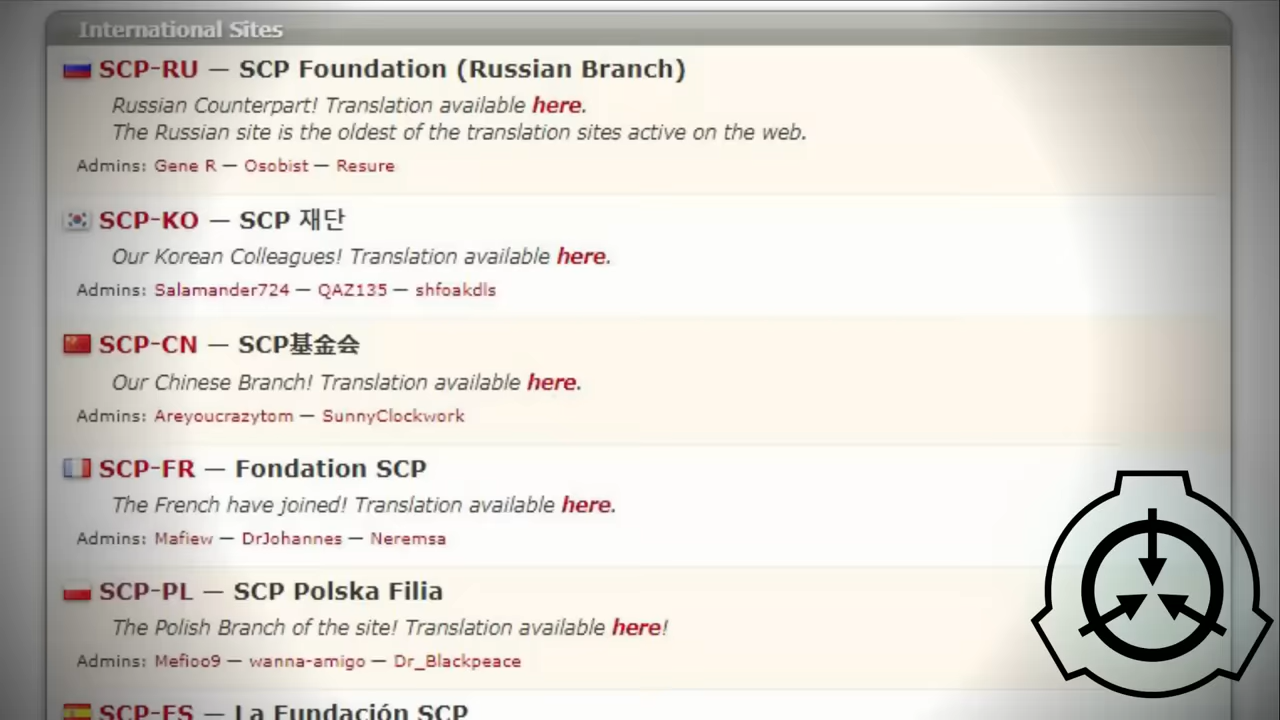 International Sites
SCP-RU — SCP Foundation (Russian Branch)
Russian Counterpart! Translation available here.
The Russian site is the oldest of the translation sites active on the web.
Admins: Gene R — Osobist — Resure
SCP-KO — SCP 재단
Our Korean Colleagues! Translation available here.
Admins: Salamander724 — QAZ135 — shfoakdls
SCP-CN — SCP基金会
Our Chinese Branch! Translation available here.
Admins: Areyoucrazytom — SunnyClockwork
SCP-FR — Fondation SCP
The French have joined! Translation available here.
Admins: Mafiew — DrJohannes — Neremsa
SCP-PL — SCP Polska Filia
The Polish Branch of the site! Translation available here!
Admins: Mefioo9 — wanna-amigo — Dr_Blackpeace
SCP-ES — La Fundación SCP